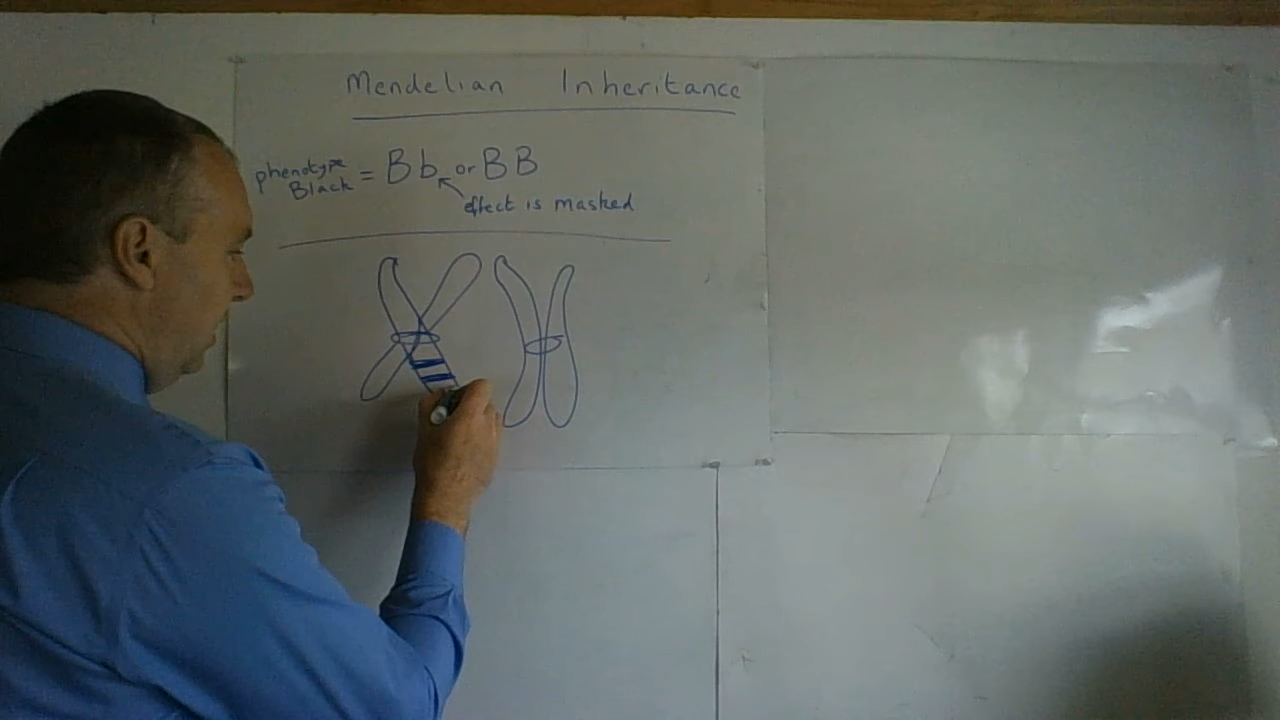 Mendelian Inheritance
phenotype
Black = Bb or BB
effect is masked